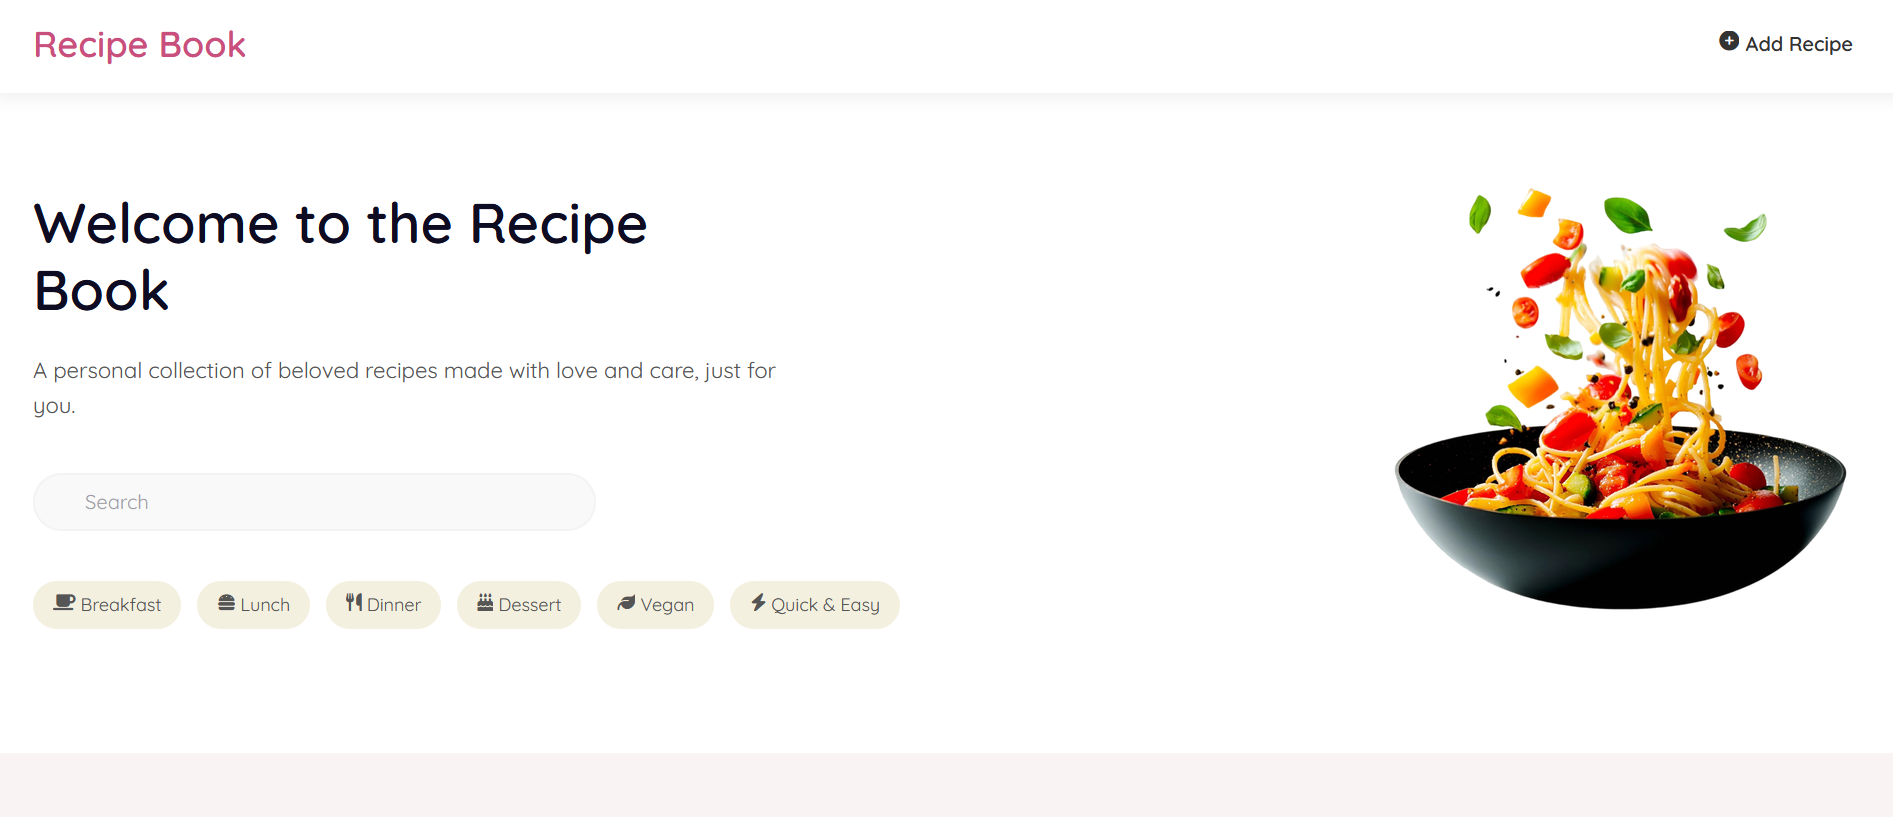 Recipe Book
Add Recipe
Welcome to the Recipe
Book
A personal collection of beloved recipes made with love and care, just for
you.
Search
Breakfast
Lunch
Dinner
Dessert
Vegan
Quick & Easy